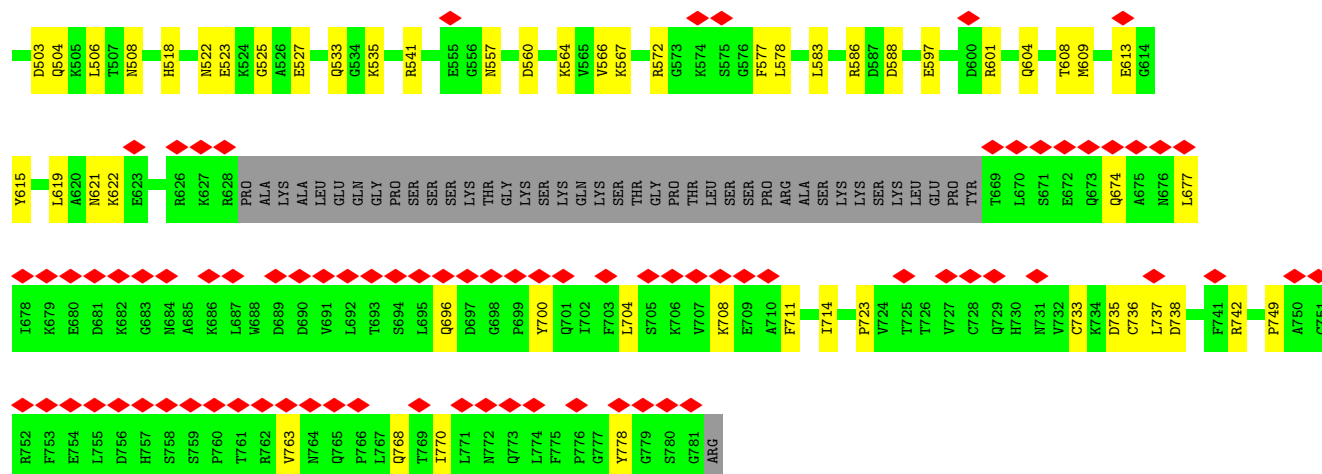 D503 Q504 K505 L506 T507 N508 H518 N522 E523 K524 G525 A526 E527 Q533 G534 K535 R541 E555 G556 N557 D560 K564 V565 V566 K567 R572 G573 K574 S575 G576 F577 L578 L583 R586 D587 D588 E597 D600 R601 Q604 T608 M609 E613 G614
Y615 L619 A620 N621 K622 E623 R626 K627 R628 PRO ALA LYS ALA LEU GLU GLN GLY PRO SER SER SER LYS THR GLY LYS SER LYS GLN LYS SER THR GLY PRO THR LEU SER SER PRO ARG ALA SER LYS LYS SER LYS LEU GLU PRO TYR T669 L670 S671 E672 Q673 Q674 A675 N676 L677
I678 K679 E680 D681 K682 G683 N684 A685 K686 L687 W688 D689 D690 V691 L692 T693 S694 L695 Q696 D697 G698 P699 Y700 Q701 I702 F703 L704 S705 K706 V707 K708 E709 A710 F711 I714 P723 V724 T725 T726 V727 C728 Q729 H730 N731 V732 C733 K734 D735 C736 L737 D738 F741 R742 P749 A750 C751
R752 F753 E754 L755 D756 H757 S758 S759 P760 T761 R762 V763 N764 Q765 P766 L767 Q768 T769 I770 L771 N772 Q773 L774 F775 P776 G777 Y778 G779 S780 G781 ARG